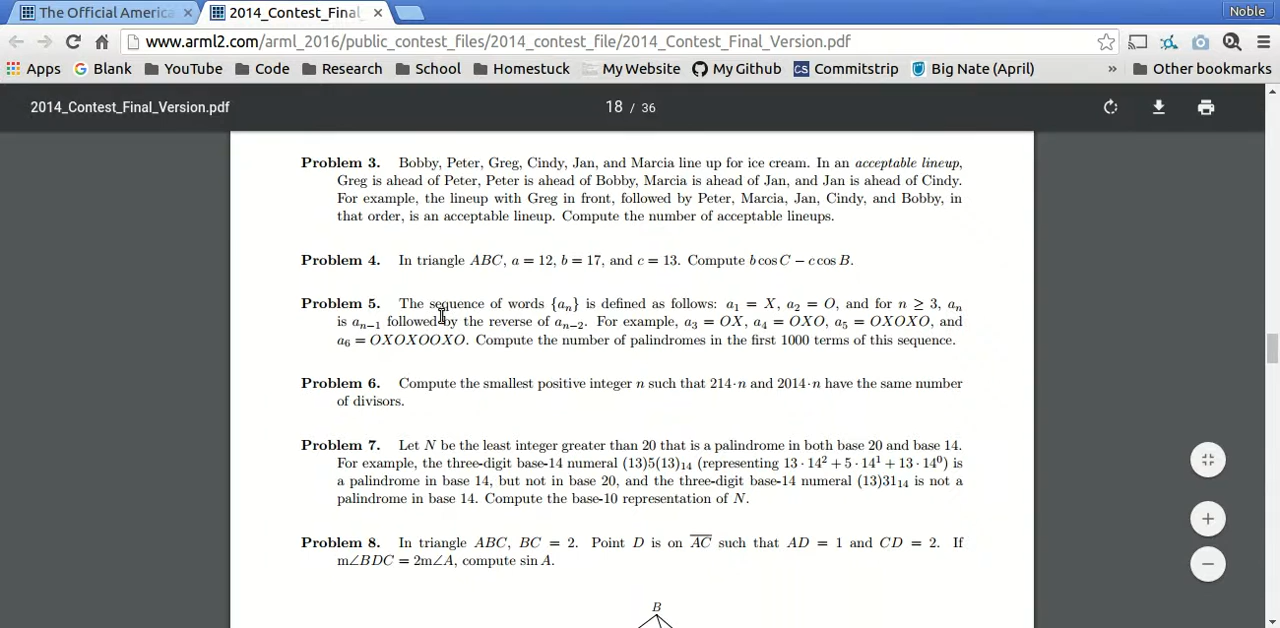 The Official America
2014_Contest_Final_
Noble
www.arml2.com/arml_2016/public_contest_files/2014_contest_file/2014_Contest_Final_Version.pdf
Apps Blank YouTube Code Research School Homestuck My Website My Github CS Commitstrip Big Nate (April) » Other bookmarks
2014_Contest_Final_Version.pdf 18 / 36
Problem 3. Bobby, Peter, Greg, Cindy, Jan, and Marcia line up for ice cream. In an acceptable lineup,
Greg is ahead of Peter, Peter is ahead of Bobby, Marcia is ahead of Jan, and Jan is ahead of Cindy.
For example, the lineup with Greg in front, followed by Peter, Marcia, Jan, Cindy, and Bobby, in
that order, is an acceptable lineup. Compute the number of acceptable lineups.
Problem 4. In triangle ABC, a = 12, b = 17, and c = 13. Compute b cos C − c cos B.
Problem 5. The sequence of words {aₙ} is defined as follows: a₁ = X, a₂ = O, and for n ≥ 3, aₙ
is aₙ₋₁ followed by the reverse of aₙ₋₂. For example, a₃ = OX, a₄ = OXO, a₅ = OXOXO, and
a₆ = OXOXOOXO. Compute the number of palindromes in the first 1000 terms of this sequence.
Problem 6. Compute the smallest positive integer n such that 214·n and 2014·n have the same number
of divisors.
Problem 7. Let N be the least integer greater than 20 that is a palindrome in both base 20 and base 14.
For example, the three-digit base-14 numeral (13)5(13)₁₄ (representing 13 · 14² + 5 · 14¹ + 13 · 14⁰) is
a palindrome in base 14, but not in base 20, and the three-digit base-14 numeral (13)31₁₄ is not a
palindrome in base 14. Compute the base-10 representation of N.
Problem 8. In triangle ABC, BC = 2. Point D is on A̅C̅ such that AD = 1 and CD = 2. If
m∠BDC = 2m∠A, compute sin A.
B